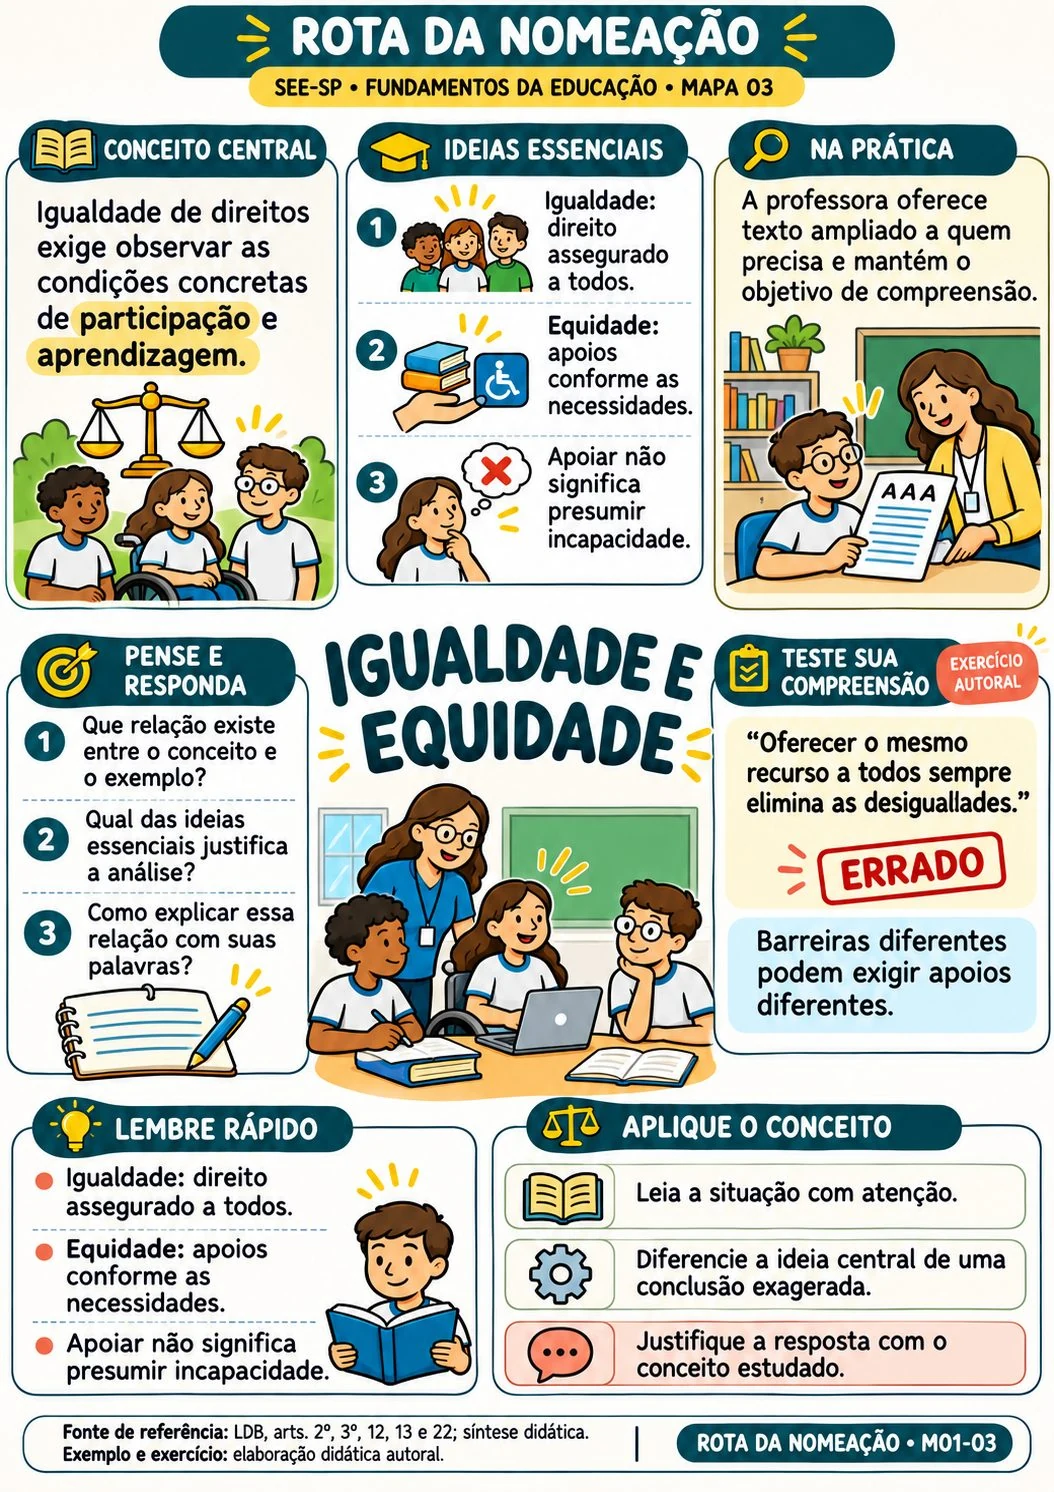 ROTA DA NOMEAÇÃO
SEE-SP • FUNDAMENTOS DA EDUCAÇÃO • MAPA 03
CONCEITO CENTRAL
Igualdade de direitos
exige observar as
condições concretas
de participação e
aprendizagem.
IDEIAS ESSENCIAIS
1
Igualdade:
direito
assegurado
a todos.
2
Equidade:
apoios
conforme as
necessidades.
3
Apoiar não
significa
presumir
incapacidade.
NA PRÁTICA
A professora oferece
texto ampliado a quem
precisa e mantém o
objetivo de compreensão.
AAA
PENSE E
RESPONDA
1
Que relação existe
entre o conceito e
o exemplo?
2
Qual das ideias
essenciais justifica
a análise?
3
Como explicar essa
relação com suas
palavras?
IGUALDADE E
EQUIDADE
TESTE SUA
COMPREENSÃO
EXERCÍCIO
AUTORAL
“Oferecer o mesmo
recurso a todos sempre
elimina as desigualdades.”
ERRADO
Barreiras diferentes
podem exigir apoios
diferentes.
LEMBRE RÁPIDO
Igualdade: direito
assegurado a todos.
Equidade: apoios
conforme as
necessidades.
Apoiar não significa
presumir incapacidade.
APLIQUE O CONCEITO
Leia a situação com atenção.
Diferencie a ideia central de uma
conclusão exagerada.
Justifique a resposta com o
conceito estudado.
Fonte de referência: LDB, arts. 2º, 3º, 12, 13 e 22; síntese didática.
Exemplo e exercício: elaboração didática autoral.
ROTA DA NOMEAÇÃO • M01-03